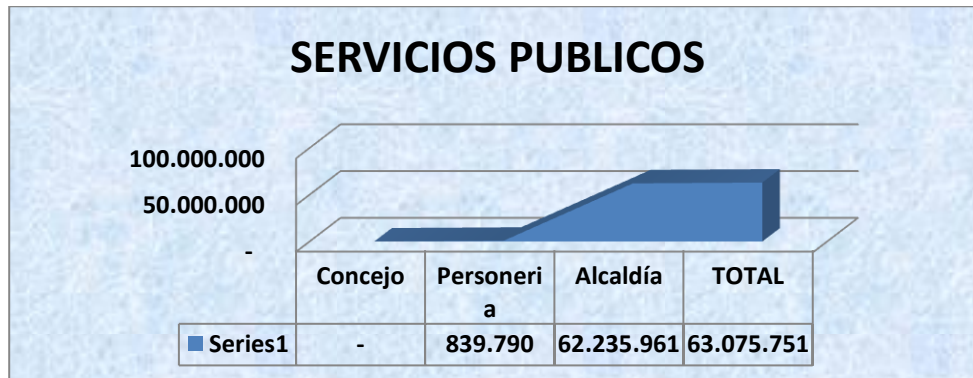 SERVICIOS PUBLICOS
100.000.000
50.000.000
-
Concejo Personeri Alcaldía TOTAL
a
Series1 - 839.790 62.235.961 63.075.751